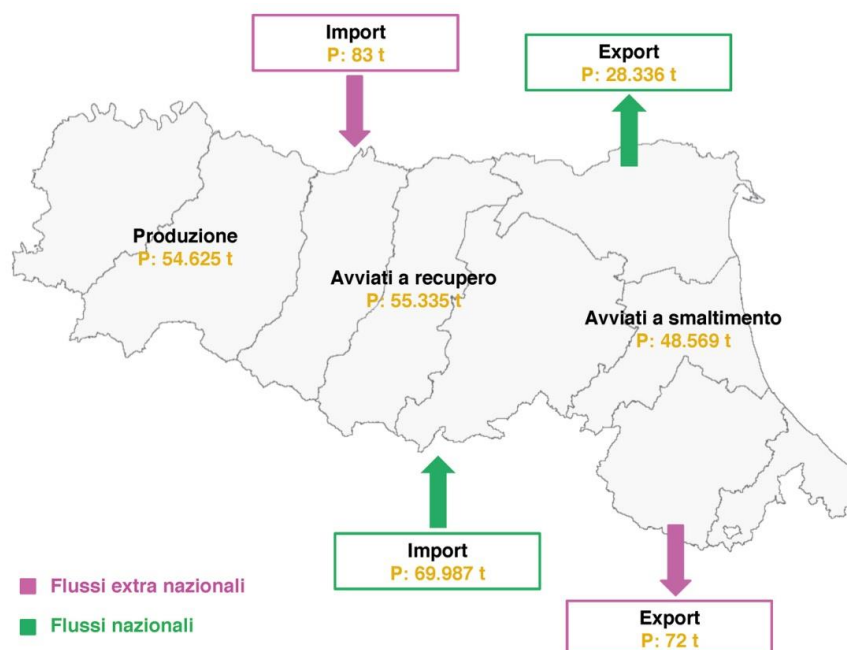 Import
P: 83 t
Export
P: 28.336 t
Produzione
P: 54.625 t
Avviati a recupero
P: 55.335 t
Avviati a smaltimento
P: 48.569 t
Import
P: 69.987 t
Flussi extra nazionali
Flussi nazionali
Export
P: 72 t